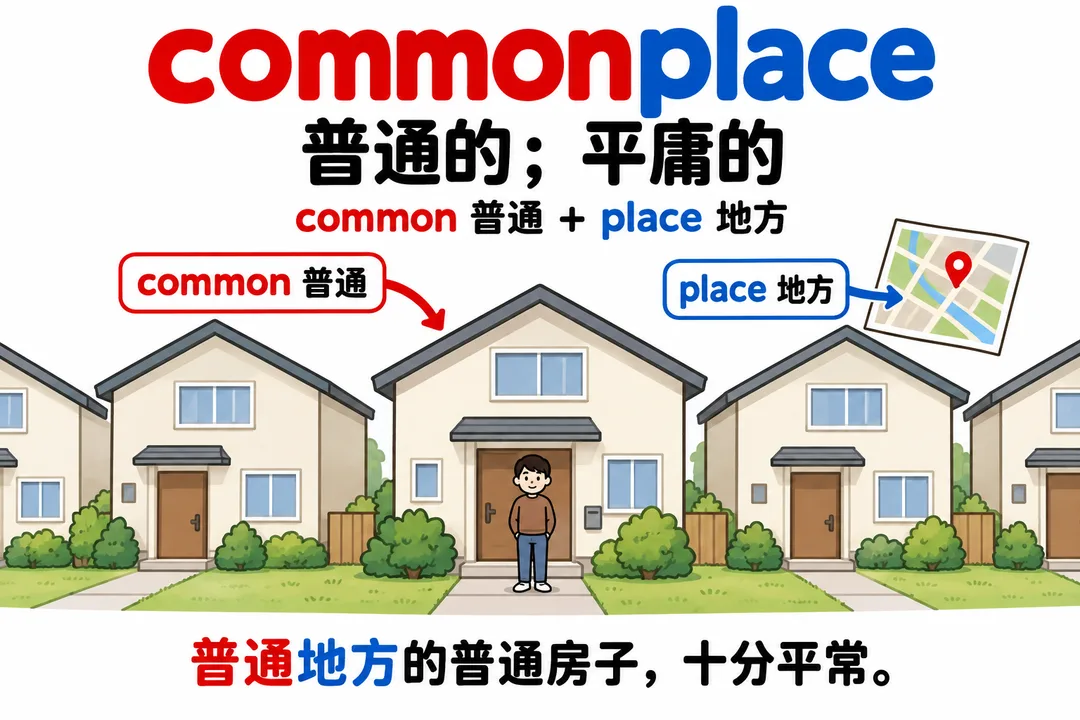 commonplace
普通的；平庸的
common 普通 + place 地方
common 普通
place 地方
普通地方的普通房子，十分平常。